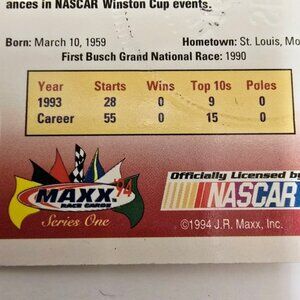 ances in NASCAR Winston Cup events.
Born: March 10, 1959 Hometown: St. Louis, Mo
First Busch Grand National Race: 1990
Year Starts Wins Top 10s Poles
1993 28 0 9 0
Career 55 0 15 0
Officially Licensed by
MAXX '94
RACE CARDS
NASCAR
Series One
©1994 J.R. Maxx, Inc.